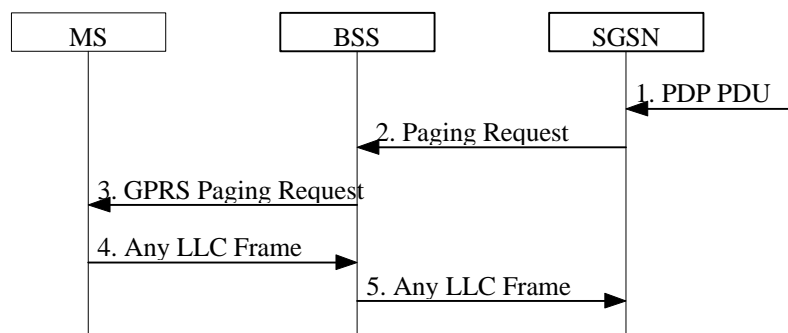 MS BSS SGSN
1. PDP PDU
2. Paging Request
3. GPRS Paging Request
4. Any LLC Frame
5. Any LLC Frame